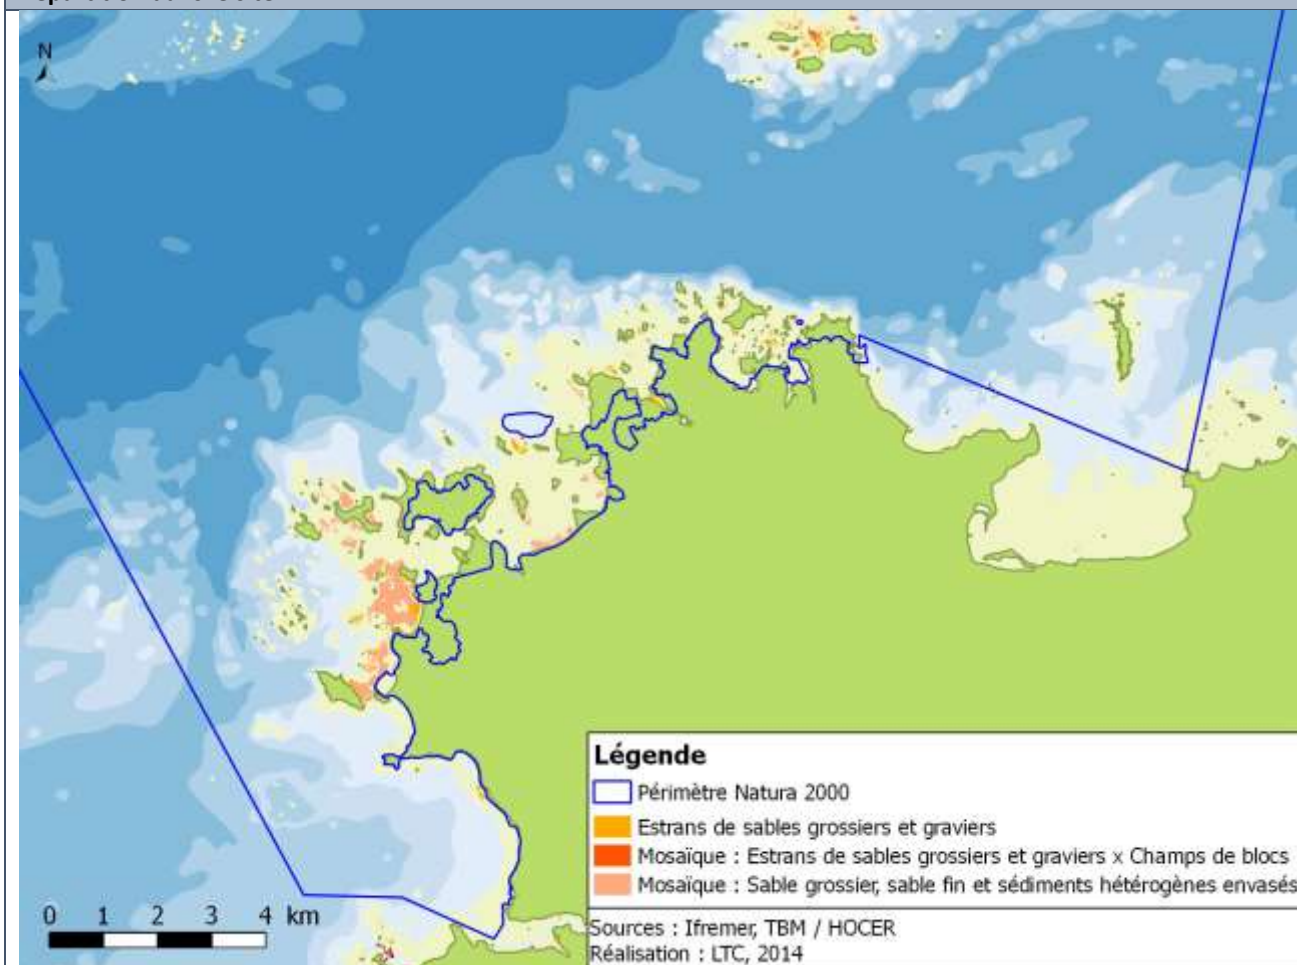 N
Légende
Périmètre Natura 2000
Estrans de sables grossiers et graviers
Mosaïque : Estrans de sables grossiers et graviers x Champs de blocs
Mosaïque : Sable grossier, sable fin et sédiments hétérogènes envasés
0 1 2 3 4 km
Sources : Ifremer, TBM / HOCER
Réalisation : LTC, 2014